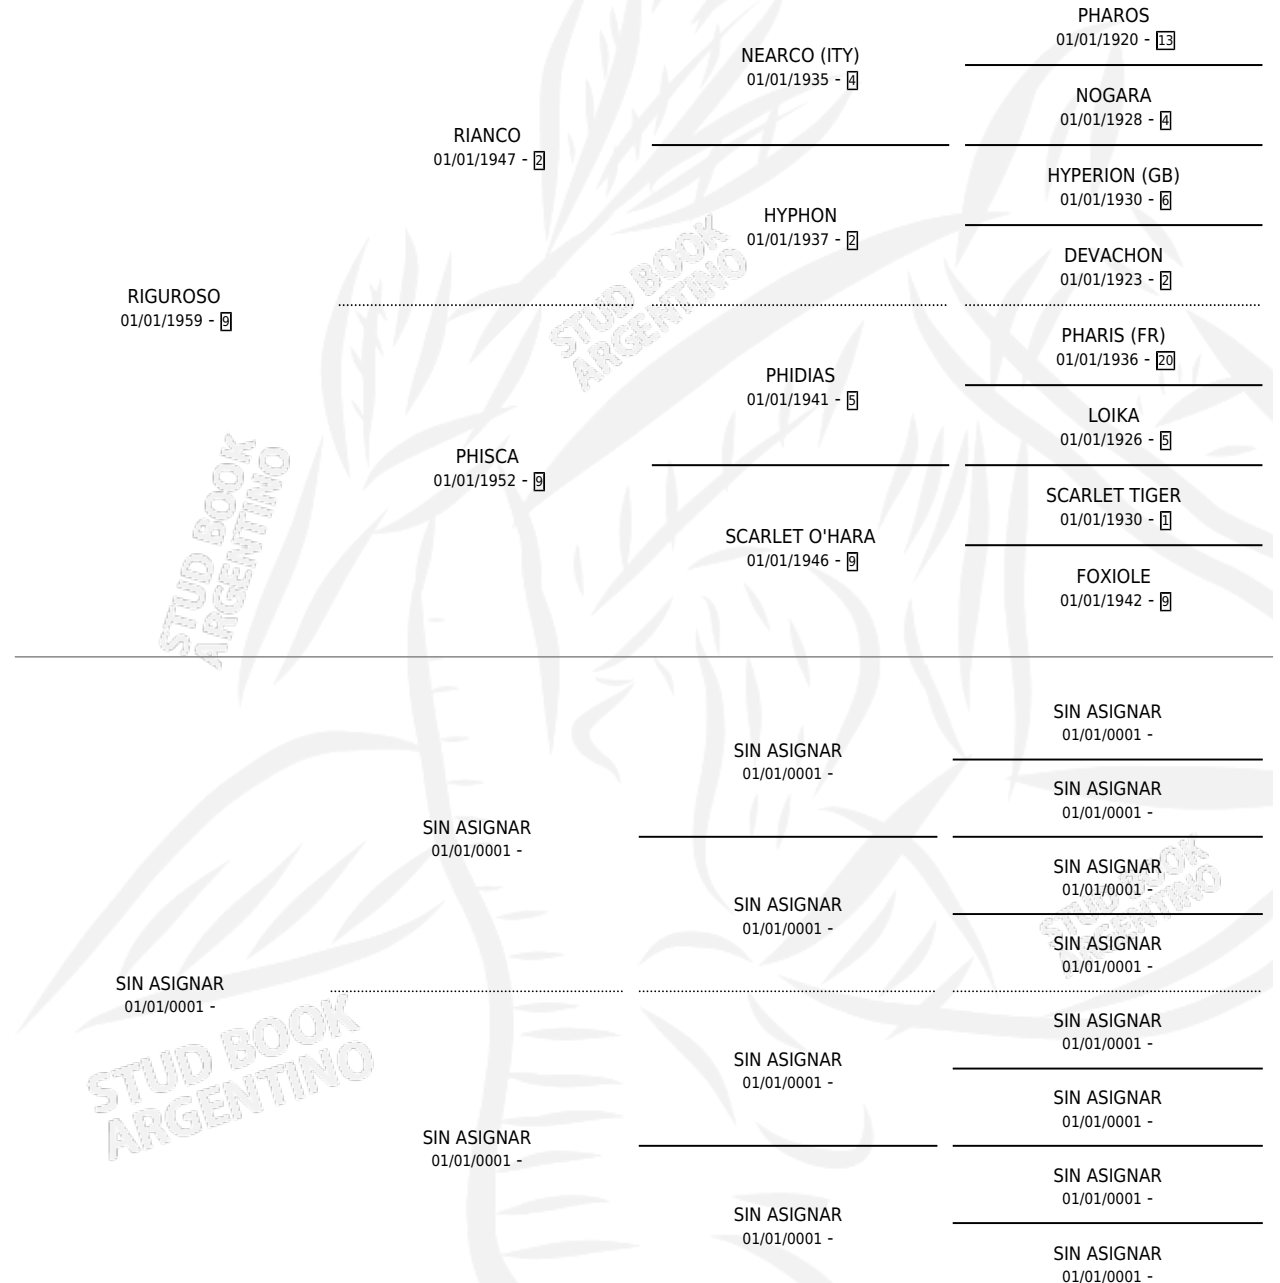 PHAROS
01/01/1920 - 13
NEARCO (ITY)
01/01/1935 - 4
NOGARA
01/01/1928 - 4
RIANCO
01/01/1947 - 2
HYPERION (GB)
01/01/1930 - 6
HYPHON
01/01/1937 - 2
DEVACHON
01/01/1923 - 2
RIGUROSO
01/01/1959 - 9
PHARIS (FR)
01/01/1936 - 20
PHIDIAS
01/01/1941 - 5
LOIKA
01/01/1926 - 5
PHISCA
01/01/1952 - 9
SCARLET TIGER
01/01/1930 - 1
SCARLET O'HARA
01/01/1946 - 9
FOXIOLE
01/01/1942 - 9
STUD BOOK
ARGENTINO
STUD BOOK
ARGENTINO
SIN ASIGNAR
01/01/0001 -
SIN ASIGNAR
01/01/0001 -
SIN ASIGNAR
01/01/0001 -
SIN ASIGNAR
01/01/0001 -
SIN ASIGNAR
01/01/0001 -
SIN ASIGNAR
01/01/0001 -
SIN ASIGNAR
01/01/0001 -
SIN ASIGNAR
01/01/0001 -
SIN ASIGNAR
01/01/0001 -
SIN ASIGNAR
01/01/0001 -
SIN ASIGNAR
01/01/0001 -
SIN ASIGNAR
01/01/0001 -
SIN ASIGNAR
01/01/0001 -
SIN ASIGNAR
01/01/0001 -
SIN ASIGNAR
01/01/0001 -
STUD BOOK
ARGENTINO
STUD BOOK
ARGENTINO